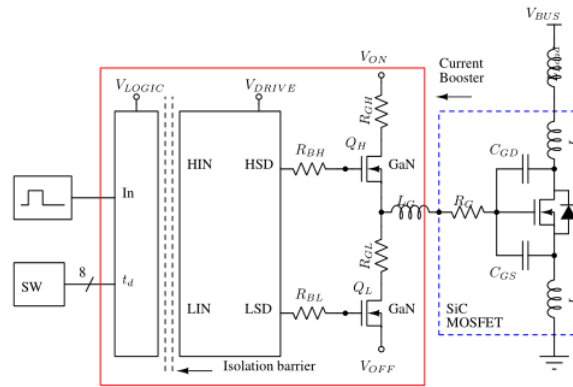 V_BUS
V_ON
Current
Booster
V_LOGIC
V_DRIVE
R_GH
C_GD
HIN
HSD
R_BH
Q_H
GaN
In
L_G
R_G
8
SW
t_d
R_GL
C_GS
LIN
LSD
R_BL
Q_L
GaN
SiC
MOSFET
Isolation barrier
V_OFF